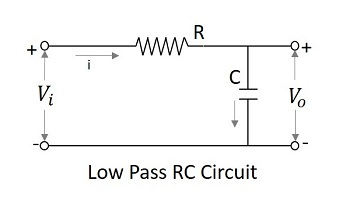 R
+ +
i
C
Vi Vo
- -
Low Pass RC Circuit